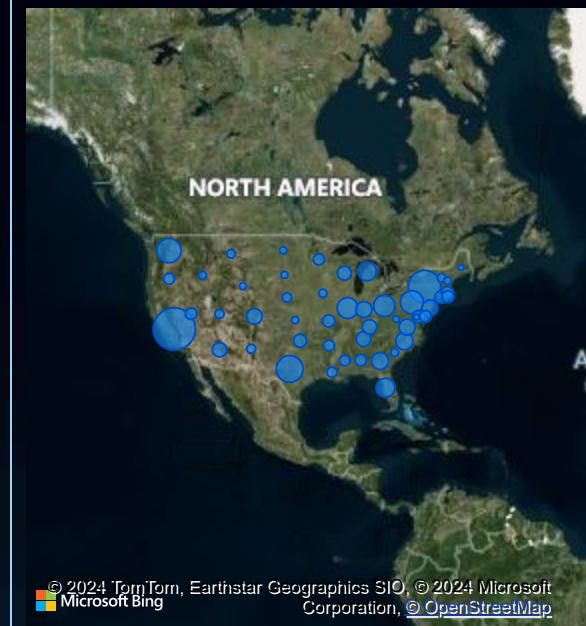 NORTH AMERICA
A
© 2024 TomTom, Earthstar Geographics SIO, © 2024 Microsoft
Corporation, © OpenStreetMap
Microsoft Bing